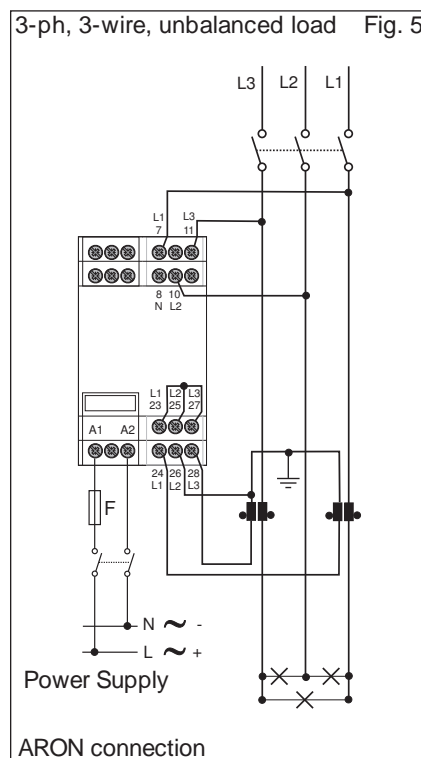 3-ph, 3-wire, unbalanced load Fig. 5
L3 L2 L1
L1 L3
7 11
8 10
N L2
L1 L2 L3
23 25 27
A1 A2
24 26 28
L1 L2 L3
F
N ~ -
L ~ +
Power Supply
ARON connection